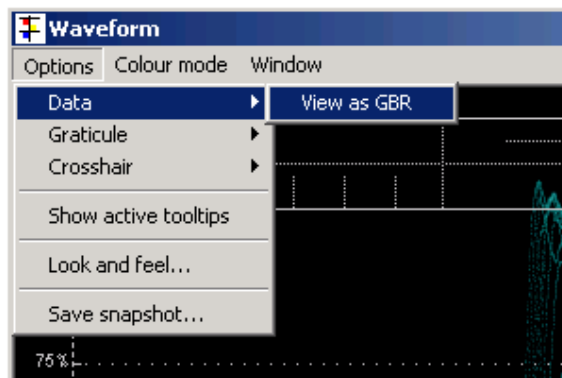 Waveform
Options Colour mode Window
Data View as GBR
Graticule
Crosshair
Show active tooltips
Look and feel...
Save snapshot...
75%